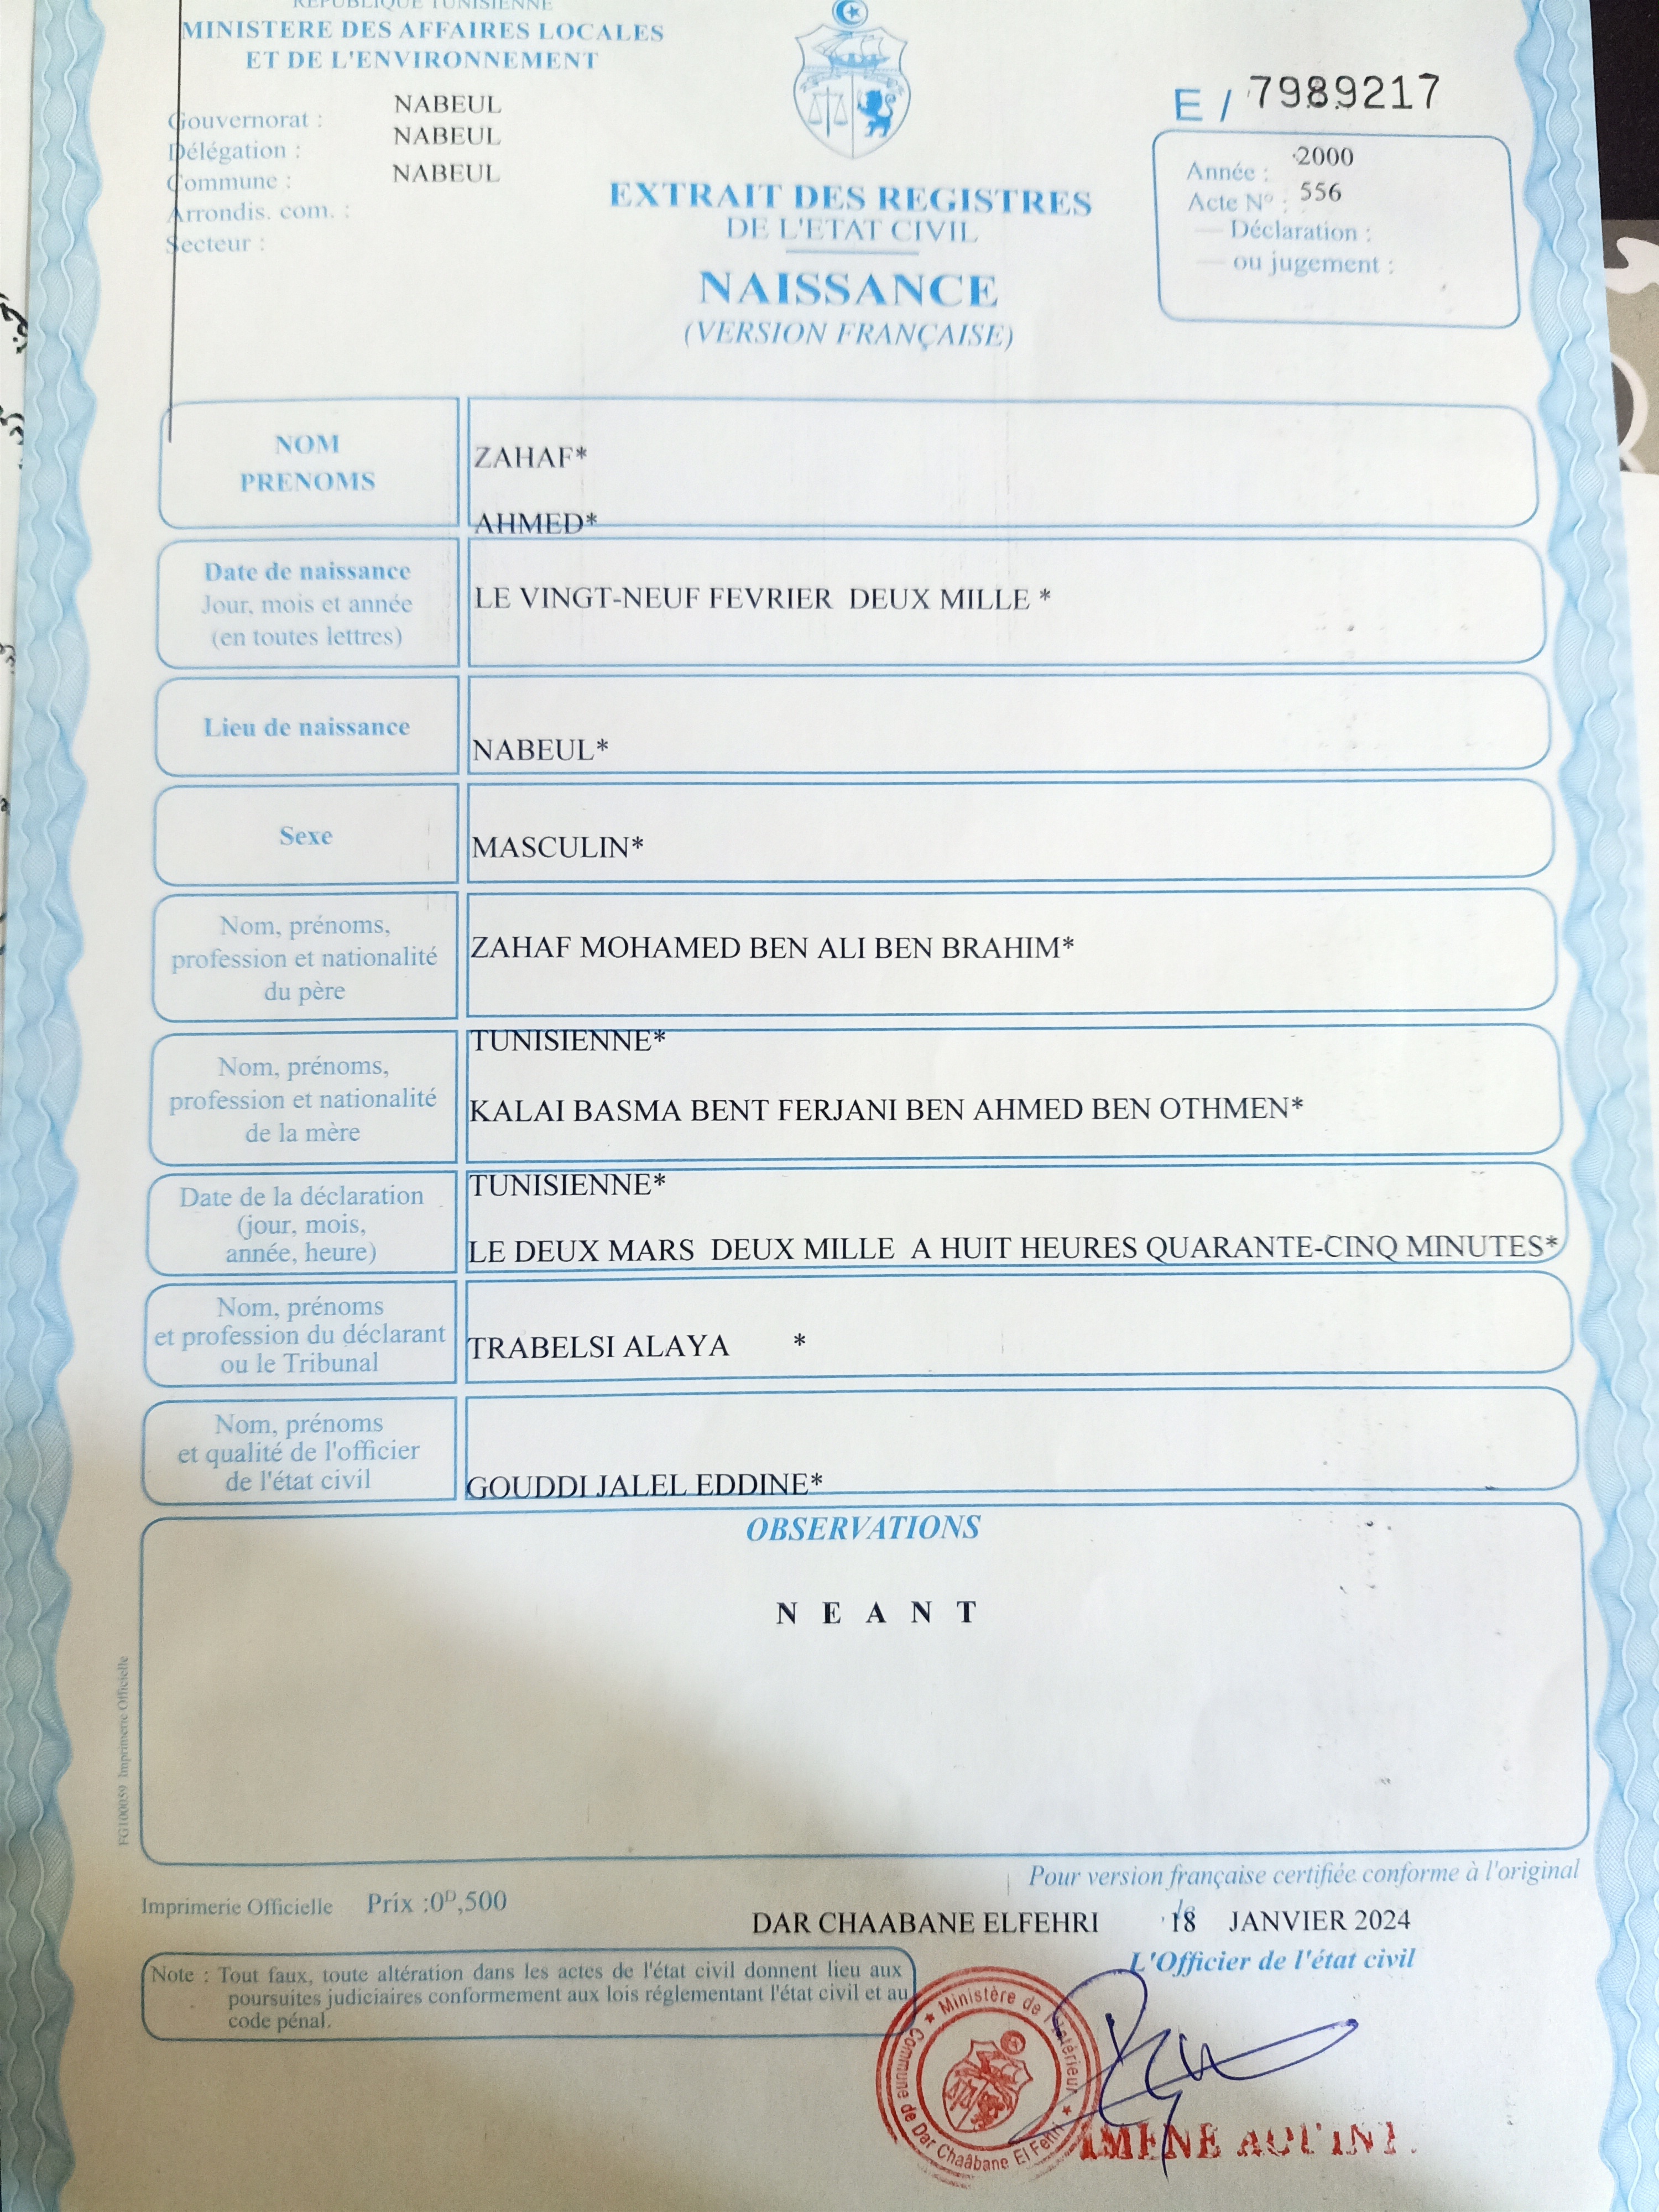 REPUBLIQUE TUNISIENNE
MINISTERE DES AFFAIRES LOCALES
ET DE L'ENVIRONNEMENT
Gouvernorat : NABEUL
Délégation : NABEUL
Commune : NABEUL
Arrondis. com. :
Secteur :
EXTRAIT DES REGISTRES
DE L'ETAT CIVIL
NAISSANCE
(VERSION FRANÇAISE)
E / 7989217
Année : 2000
Acte Nº : 556
— Déclaration :
— ou jugement :
NOM
PRENOMS
ZAHAF*
AHMED*
Date de naissance
Jour, mois et année
(en toutes lettres)
LE VINGT-NEUF FEVRIER DEUX MILLE *
Lieu de naissance
NABEUL*
Sexe
MASCULIN*
Nom, prénoms,
profession et nationalité
du père
ZAHAF MOHAMED BEN ALI BEN BRAHIM*
TUNISIENNE*
Nom, prénoms,
profession et nationalité
de la mère
KALAI BASMA BENT FERJANI BEN AHMED BEN OTHMEN*
TUNISIENNE*
Date de la déclaration
(jour, mois,
année, heure)
LE DEUX MARS DEUX MILLE A HUIT HEURES QUARANTE-CINQ MINUTES*
Nom, prénoms
et profession du déclarant
ou le Tribunal
TRABELSI ALAYA *
Nom, prénoms
et qualité de l'officier
de l'état civil
GOUDDI JALEL EDDINE*
OBSERVATIONS
N E A N T
FG100059 Imprimerie Officielle
Pour version française certifiée conforme à l'original
Imprimerie Officielle Prix :0ᴰ,500
DAR CHAABANE ELFEHRI le 18 JANVIER 2024
L'Officier de l'état civil
Note : Tout faux, toute altération dans les actes de l'état civil donnent lieu aux
poursuites judiciaires conformement aux lois réglementant l'état civil et au
code pénal.
★ Ministère de l'Intérieur ★
Commune de Dar Chaâbane El Fehri
IMENE